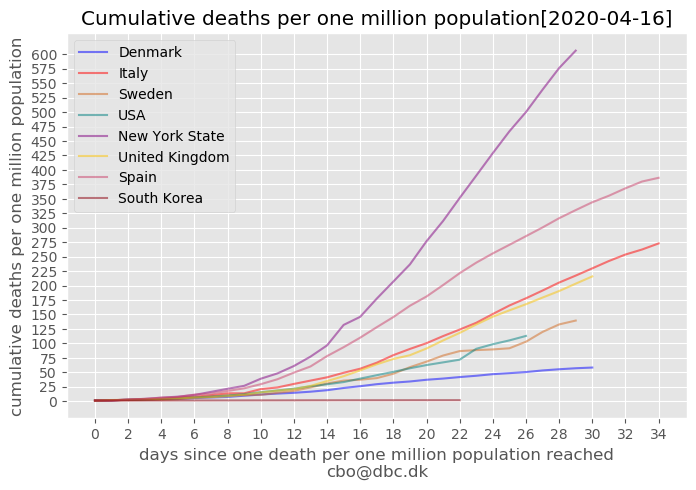 Cumulative deaths per one million population[2020-04-16]
cumulative deaths per one million population
600
575
550
525
500
475
450
425
400
375
350
325
300
275
250
225
200
175
150
125
100
75
50
25
0
Denmark
Italy
Sweden
USA
New York State
United Kingdom
Spain
South Korea
0 2 4 6 8 10 12 14 16 18 20 22 24 26 28 30 32 34
days since one death per one million population reached
cbo@dbc.dk